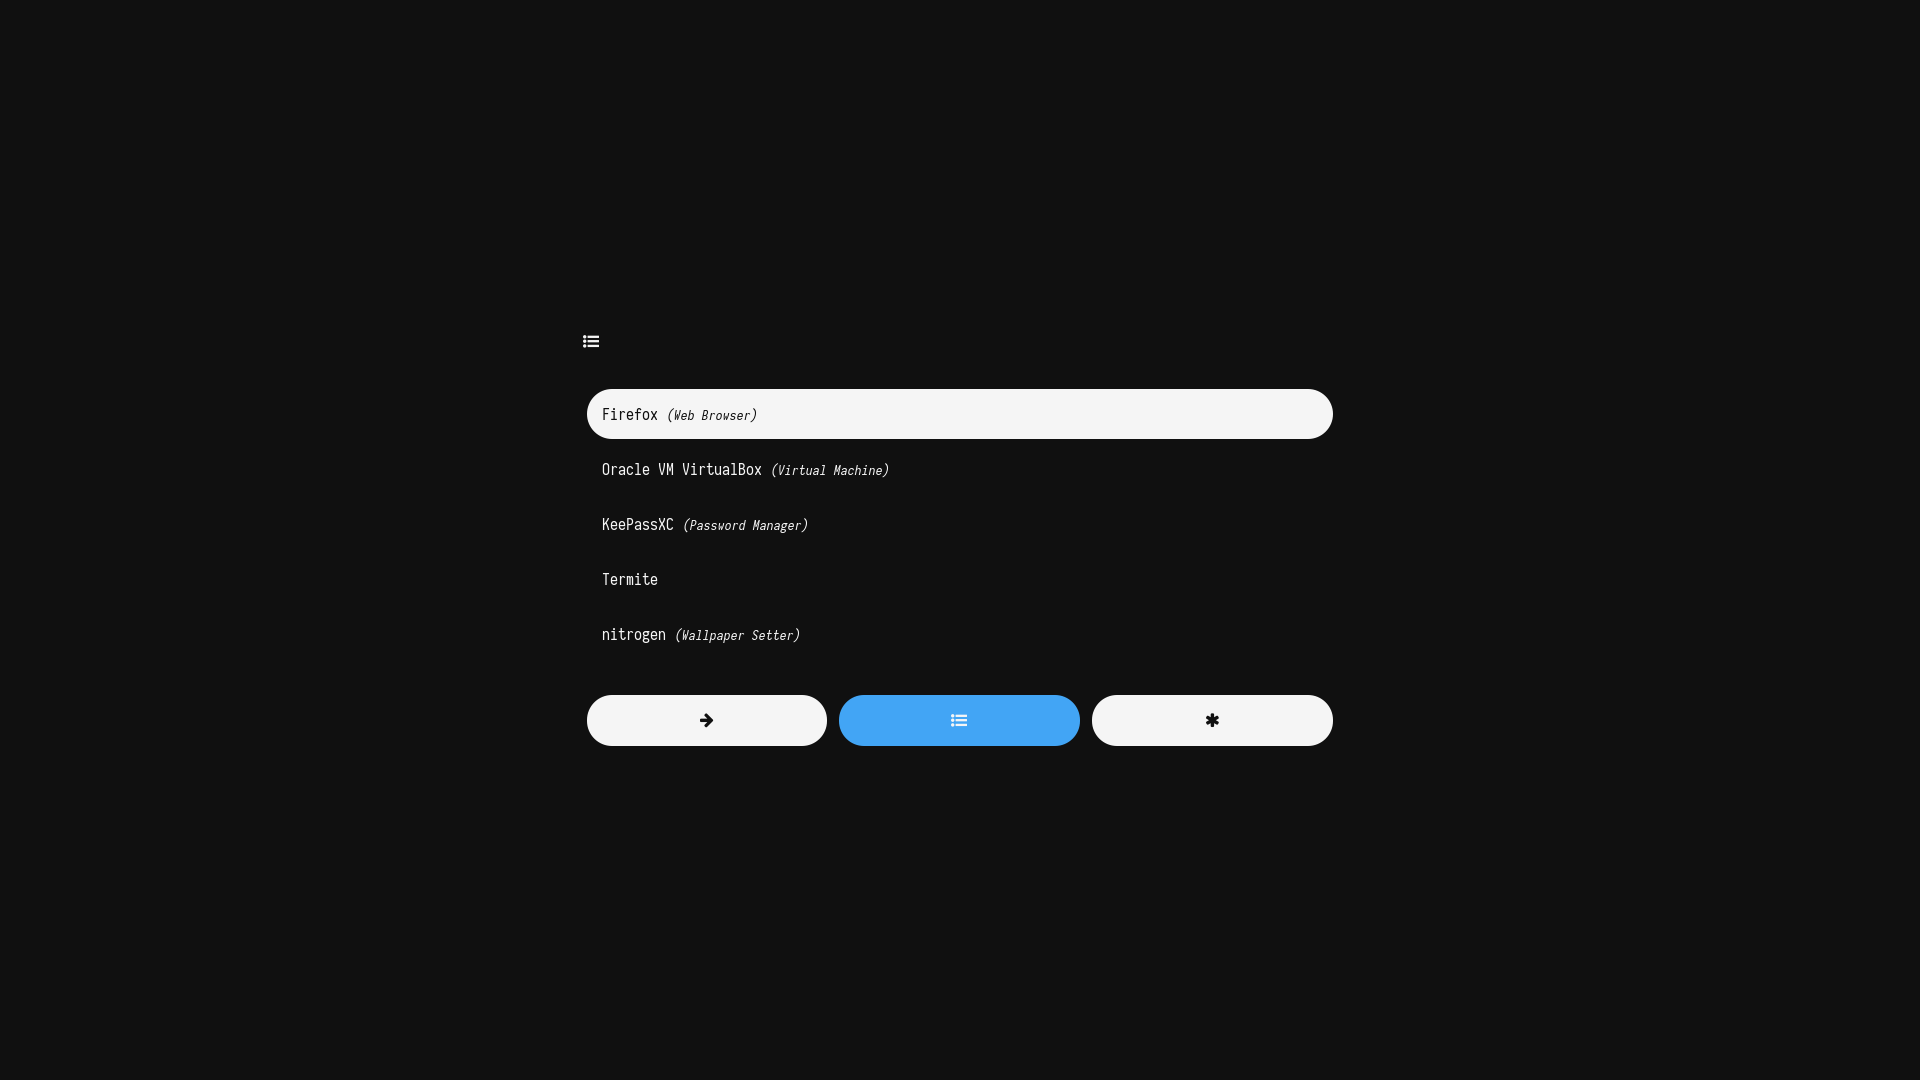 Firefox (Web Browser)
Oracle VM VirtualBox (Virtual Machine)
KeePassXC (Password Manager)
Termite
nitrogen (Wallpaper Setter)